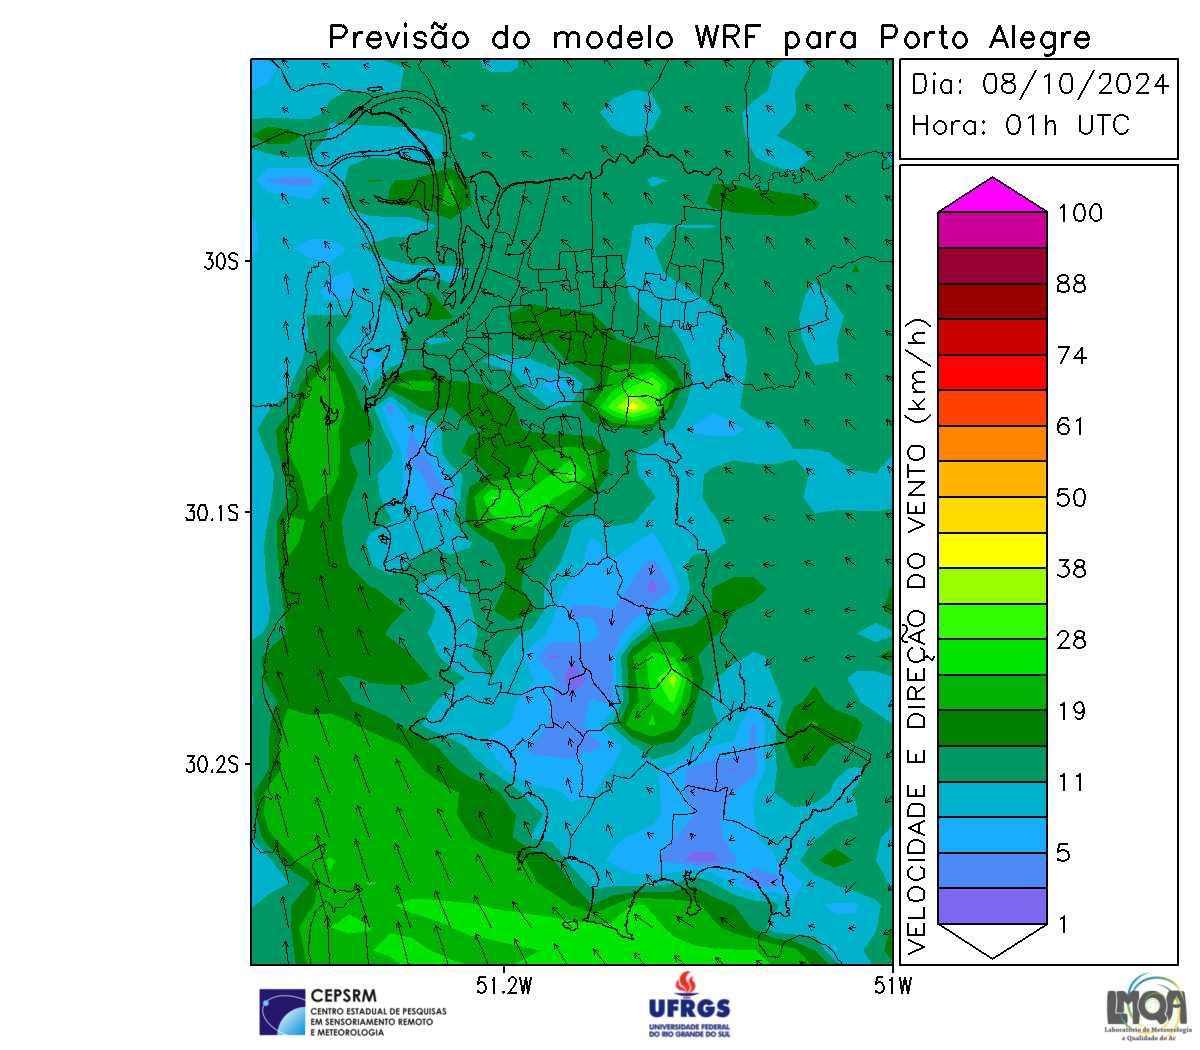 Previsão do modelo WRF para Porto Alegre
Dia: 08/10/2024
Hora: 01h UTC
30S
30.1S
30.2S
51.2W
51W
VELOCIDADE E DIREÇÃO DO VENTO (km/h)
100
88
74
61
50
38
28
19
11
5
1
CEPSRM
CENTRO ESTADUAL DE PESQUISAS
EM SENSORIAMENTO REMOTO
E METEOROLOGIA
UFRGS
UNIVERSIDADE FEDERAL
DO RIO GRANDE DO SUL
LMQA
Laboratório de Meteorologia
e Qualidade do Ar